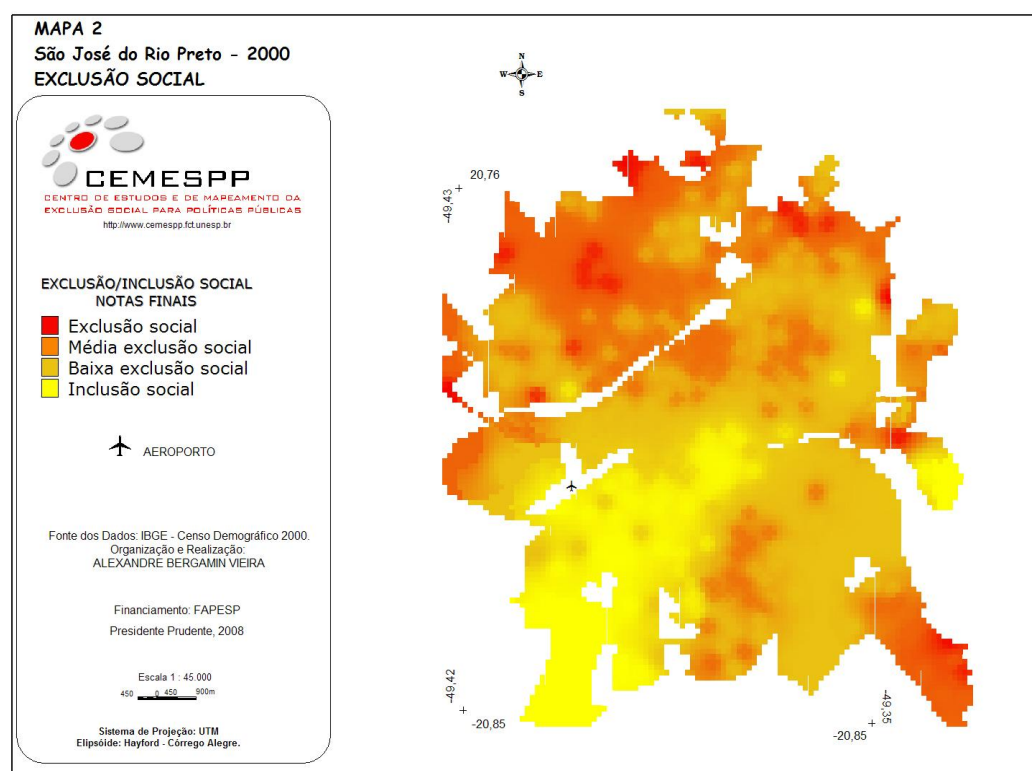 MAPA 2
São José do Rio Preto - 2000
EXCLUSÃO SOCIAL
CEMESPP
CENTRO DE ESTUDOS E DE MAPEAMENTO DA
EXCLUSÃO SOCIAL PARA POLÍTICAS PÚBLICAS
http://www.cemespp.fct.unesp.br
EXCLUSÃO/INCLUSÃO SOCIAL
NOTAS FINAIS
Exclusão social
Média exclusão social
Baixa exclusão social
Inclusão social
AEROPORTO
Fonte dos Dados: IBGE - Censo Demográfico 2000.
Organização e Realização:
ALEXANDRE BERGAMIN VIEIRA
Financiamento: FAPESP
Presidente Prudente, 2008
Escala 1 : 45.000
450 0 450 900m
Sistema de Projeção: UTM
Elipsóide: Hayford - Córrego Alegre.
N
W E
S
20,76
-49,43
-49,42
-20,85
-49,35
-20,85